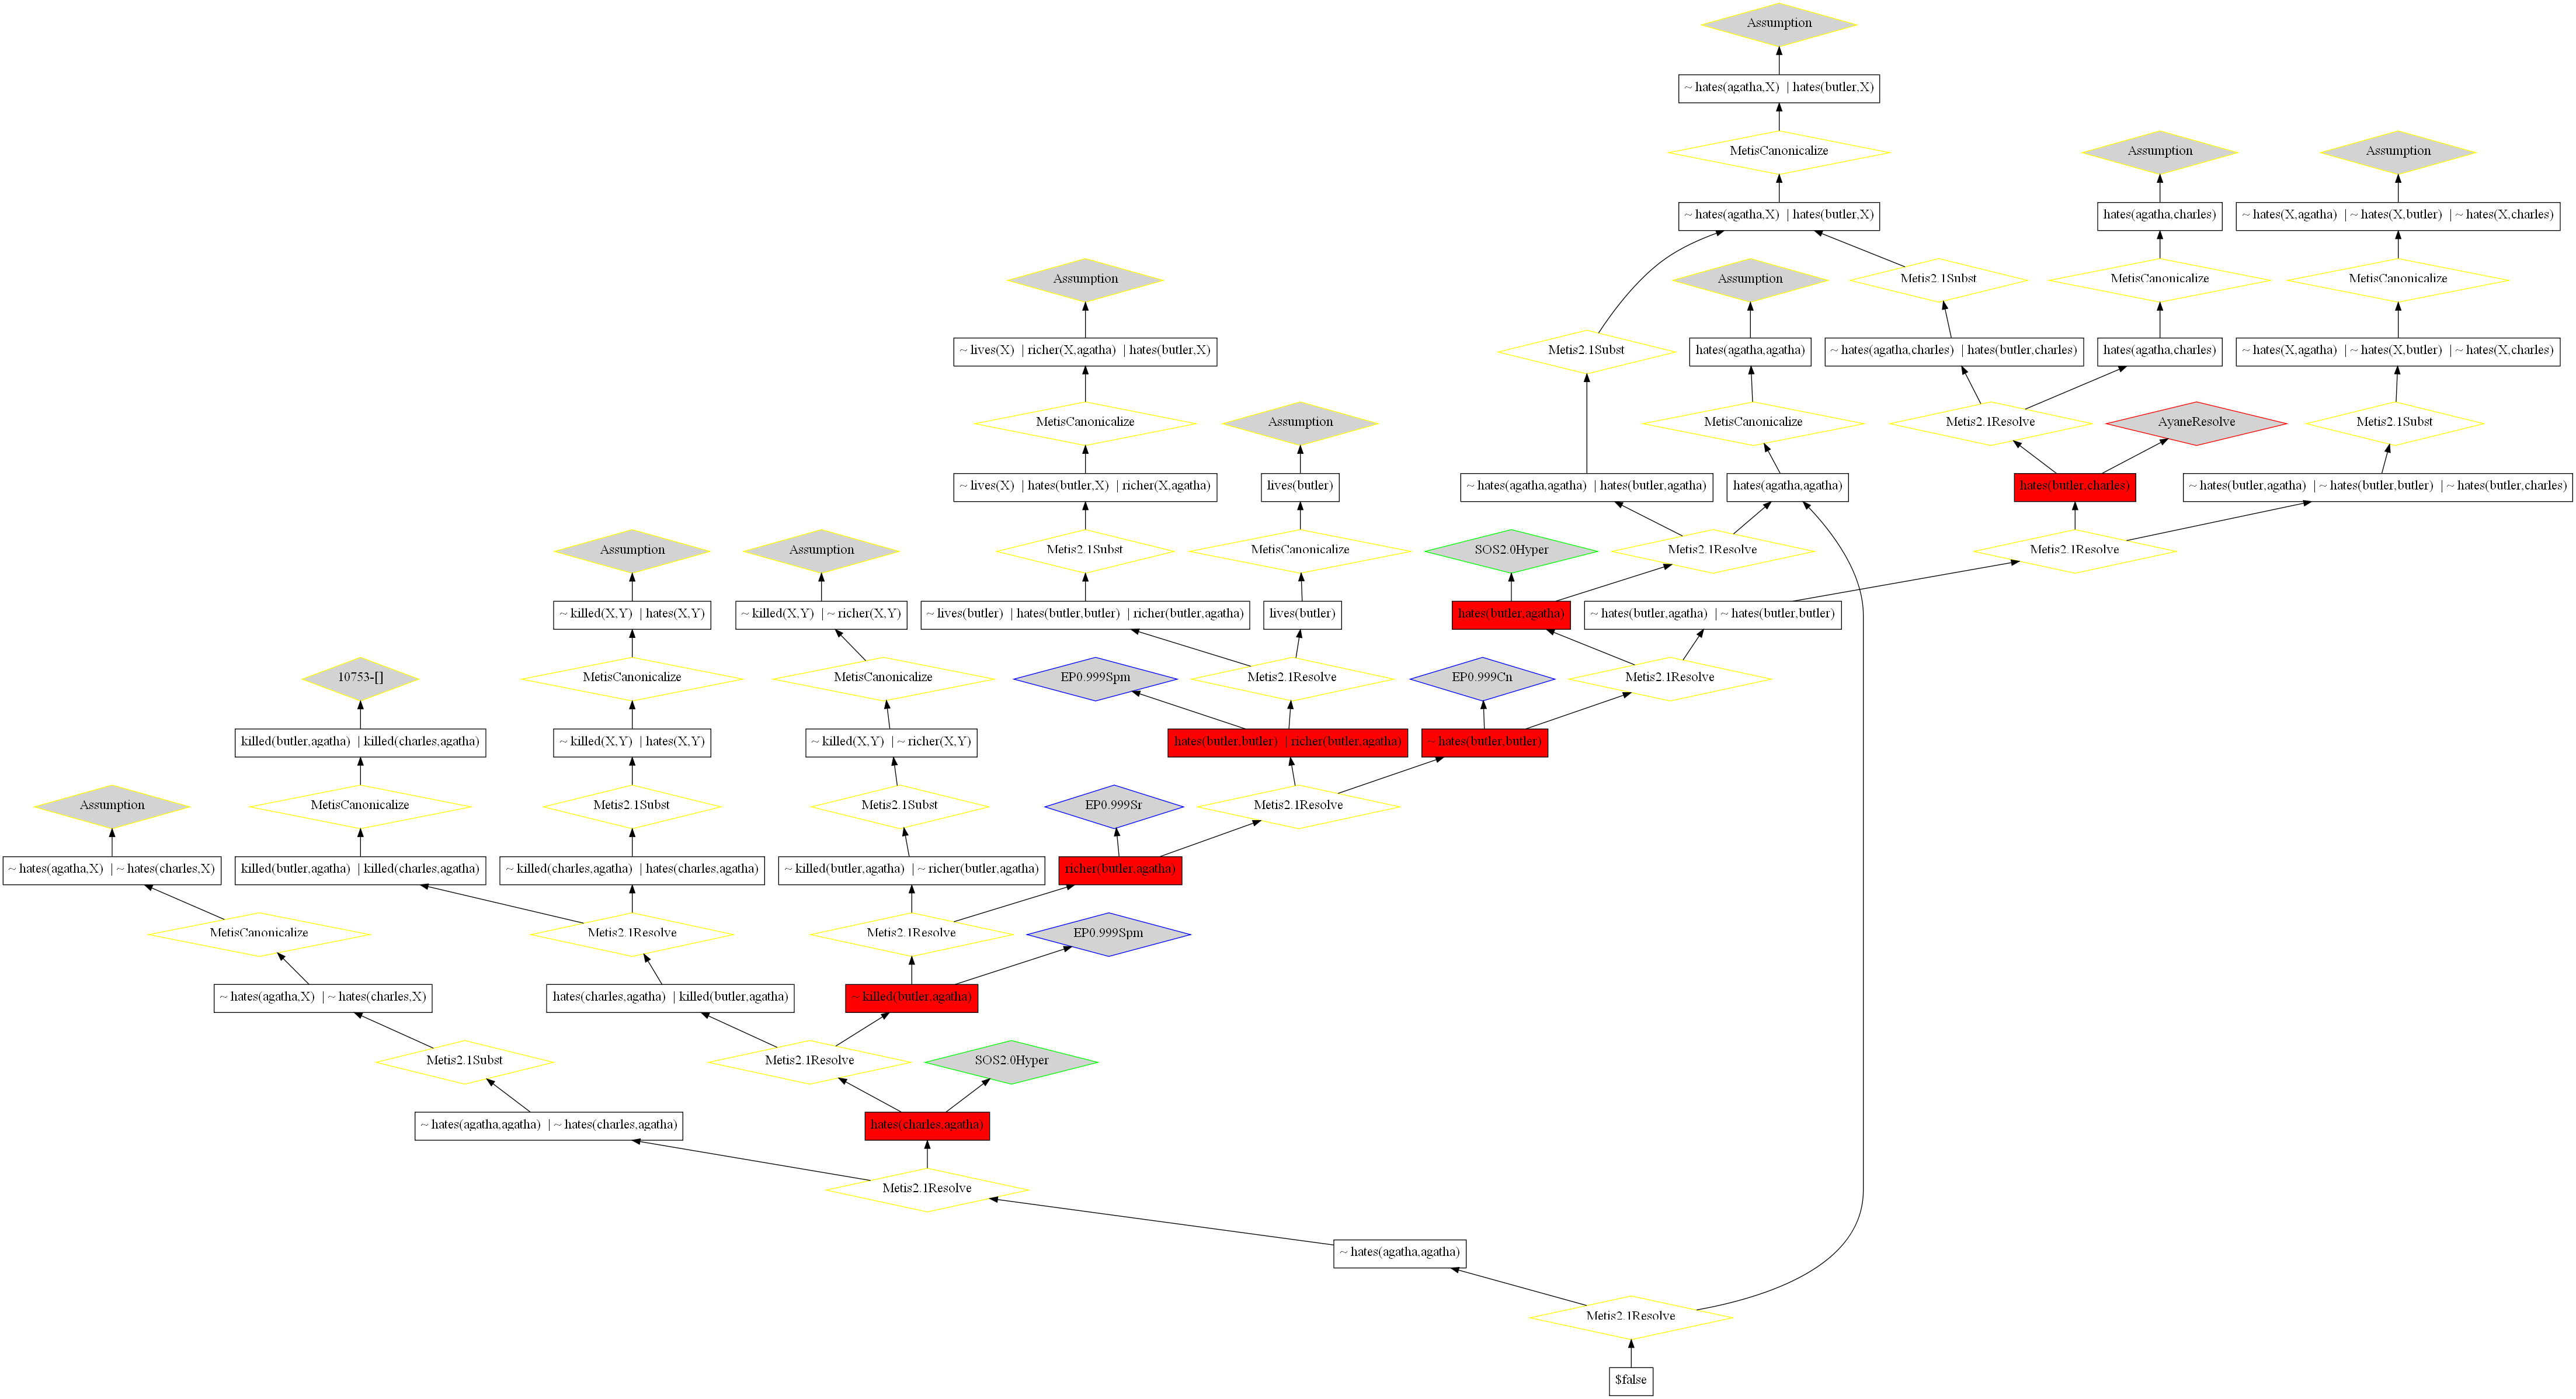 Assumption
~ hates(agatha,X) | hates(butler,X)
MetisCanonicalize
Assumption
Assumption
~ hates(agatha,X) | hates(butler,X)
hates(agatha,charles)
~ hates(X,agatha) | ~ hates(X,butler) | ~ hates(X,charles)
Assumption
Assumption
Metis2.1Subst
MetisCanonicalize
MetisCanonicalize
~ lives(X) | richer(X,agatha) | hates(butler,X)
Metis2.1Subst
hates(agatha,agatha)
~ hates(agatha,charles) | hates(butler,charles)
hates(agatha,charles)
~ hates(X,agatha) | ~ hates(X,butler) | ~ hates(X,charles)
MetisCanonicalize
Assumption
MetisCanonicalize
Metis2.1Resolve
AyaneResolve
Metis2.1Subst
~ lives(X) | hates(butler,X) | richer(X,agatha)
lives(butler)
~ hates(agatha,agatha) | hates(butler,agatha)
hates(agatha,agatha)
hates(butler,charles)
~ hates(butler,agatha) | ~ hates(butler,butler) | ~ hates(butler,charles)
Assumption
Assumption
Metis2.1Subst
MetisCanonicalize
SOS2.0Hyper
Metis2.1Resolve
Metis2.1Resolve
~ killed(X,Y) | hates(X,Y)
~ killed(X,Y) | ~ richer(X,Y)
~ lives(butler) | hates(butler,butler) | richer(butler,agatha)
lives(butler)
hates(butler,agatha)
~ hates(butler,agatha) | ~ hates(butler,butler)
10753-[]
MetisCanonicalize
MetisCanonicalize
EP0.999Spm
Metis2.1Resolve
EP0.999Cn
Metis2.1Resolve
killed(butler,agatha) | killed(charles,agatha)
~ killed(X,Y) | hates(X,Y)
~ killed(X,Y) | ~ richer(X,Y)
hates(butler,butler) | richer(butler,agatha)
~ hates(butler,butler)
Assumption
MetisCanonicalize
Metis2.1Subst
Metis2.1Subst
EP0.999Sr
Metis2.1Resolve
~ hates(agatha,X) | ~ hates(charles,X)
killed(butler,agatha) | killed(charles,agatha)
~ killed(charles,agatha) | hates(charles,agatha)
~ killed(butler,agatha) | ~ richer(butler,agatha)
richer(butler,agatha)
MetisCanonicalize
Metis2.1Resolve
Metis2.1Resolve
EP0.999Spm
~ hates(agatha,X) | ~ hates(charles,X)
hates(charles,agatha) | killed(butler,agatha)
~ killed(butler,agatha)
Metis2.1Subst
Metis2.1Resolve
SOS2.0Hyper
~ hates(agatha,agatha) | ~ hates(charles,agatha)
hates(charles,agatha)
Metis2.1Resolve
~ hates(agatha,agatha)
Metis2.1Resolve
$false